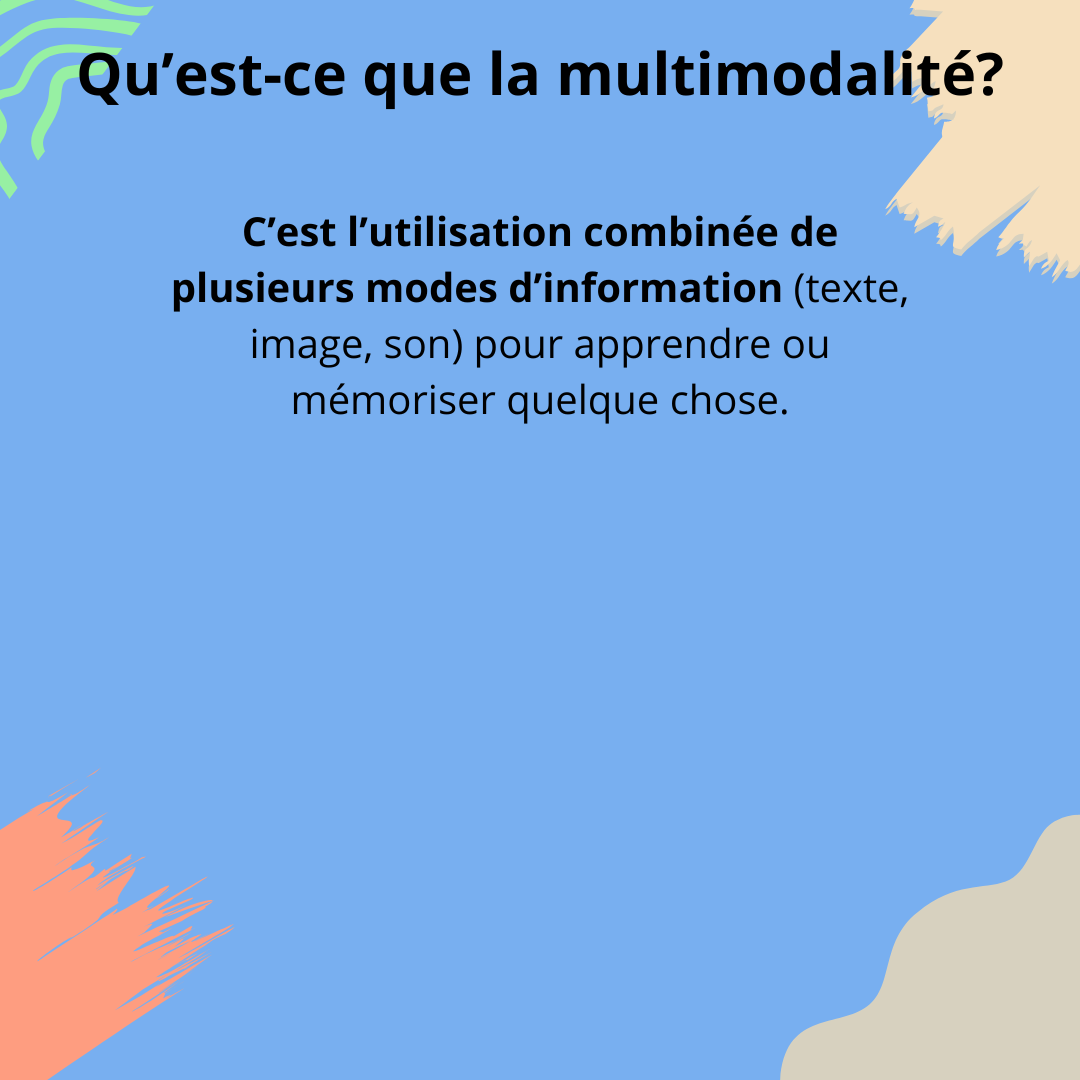 Qu’est-ce que la multimodalité?
C’est l’utilisation combinée de
plusieurs modes d’information (texte,
image, son) pour apprendre ou
mémoriser quelque chose.